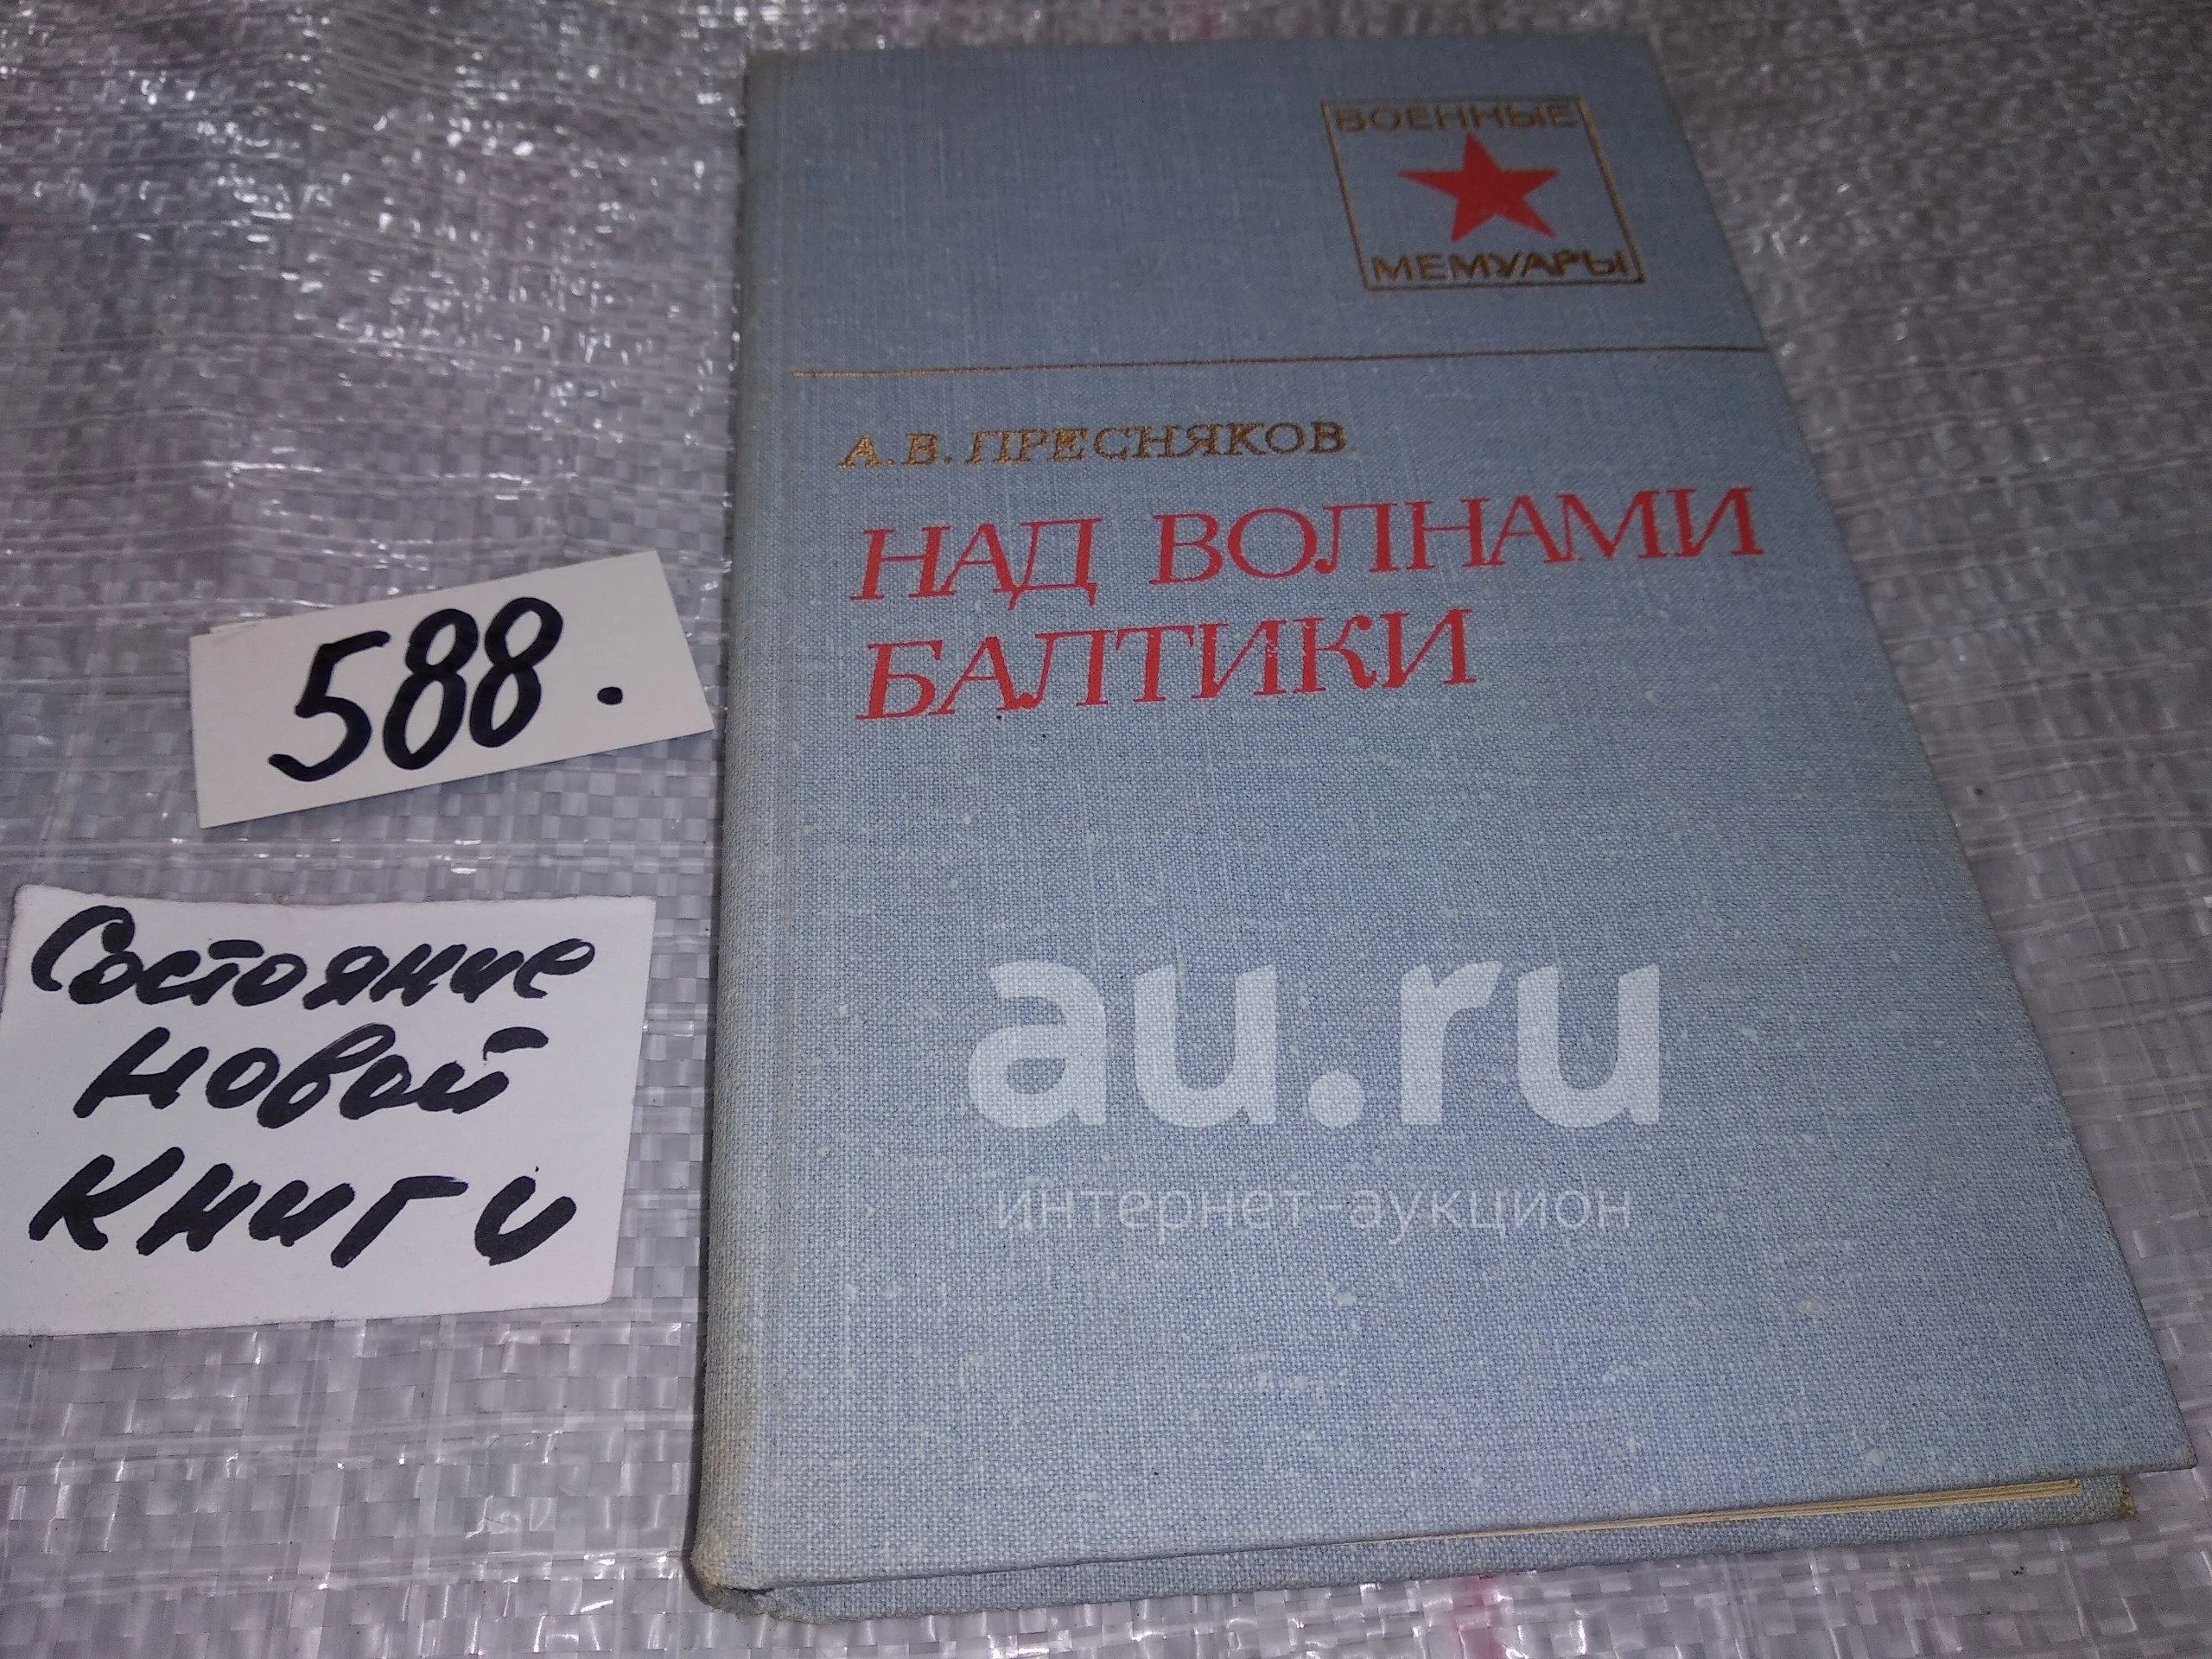 ВОЕННЫЕ
МЕМУАРЫ
А.В.ПРЕСНЯКОВ
НАД ВОЛНАМИ
БАЛТИКИ
588.
Состояние
новой
книги
au.ru
интернет-аукцион